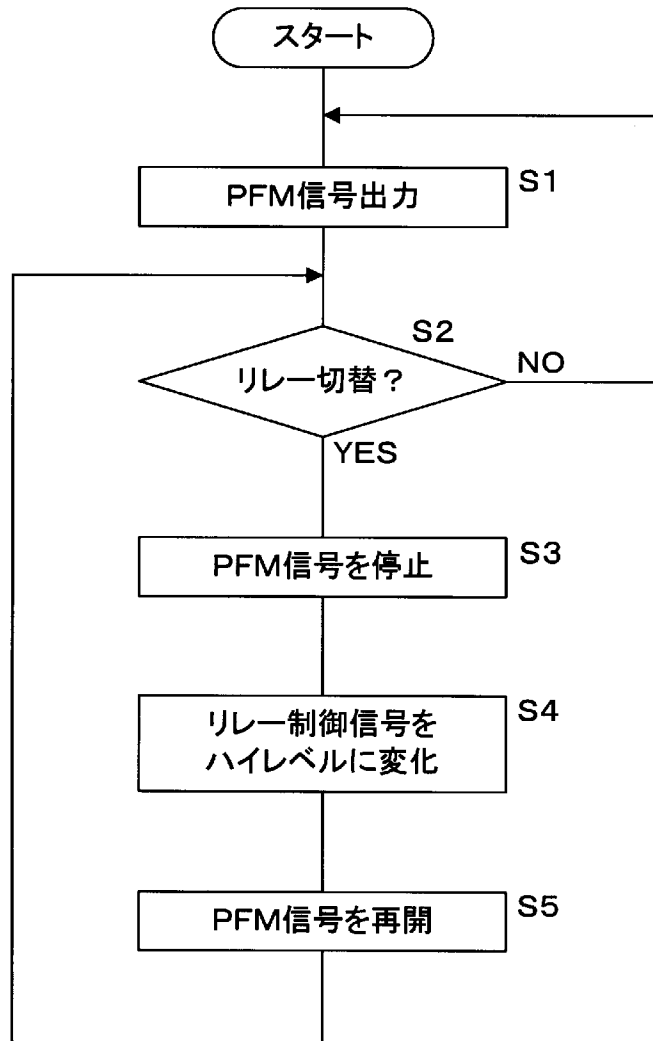 スタート
PFM信号出力
S1
S2
リレー切替？
NO
YES
PFM信号を停止
S3
リレー制御信号を
ハイレベルに変化
S4
PFM信号を再開
S5